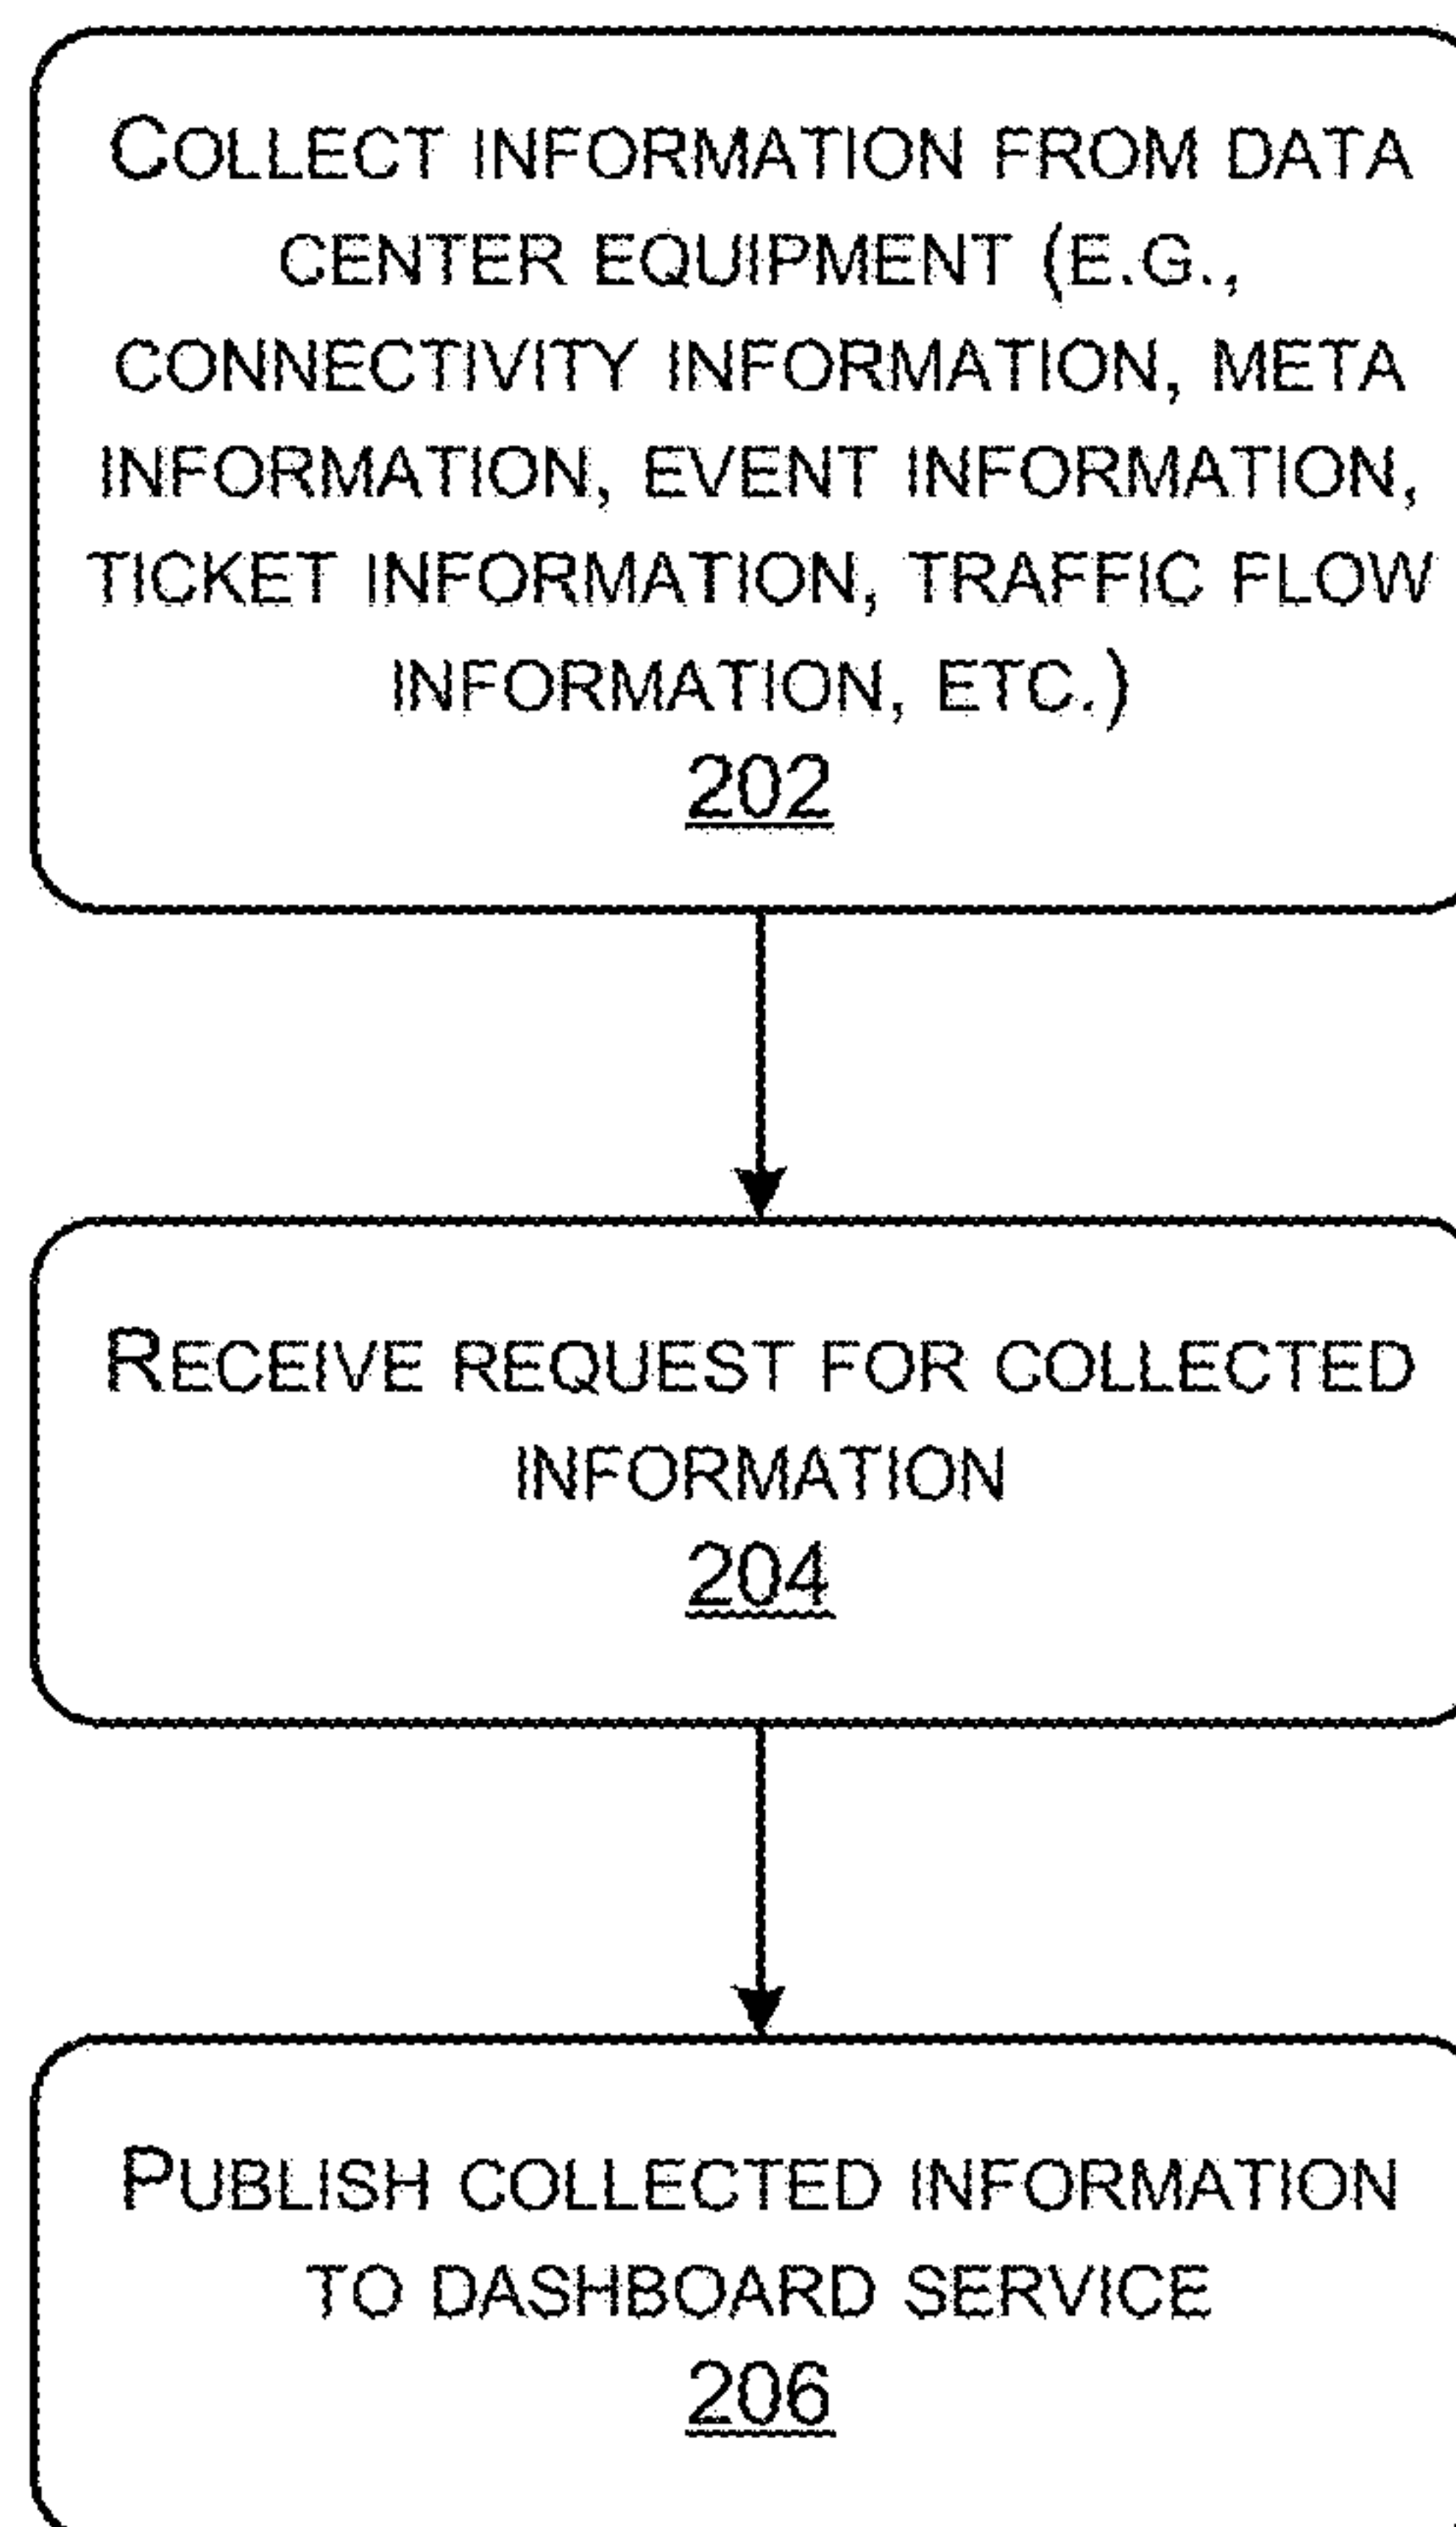 COLLECT INFORMATION FROM DATA
CENTER EQUIPMENT (E.G.,
CONNECTIVITY INFORMATION, META
INFORMATION, EVENT INFORMATION,
TICKET INFORMATION, TRAFFIC FLOW
INFORMATION, ETC.)
202
RECEIVE REQUEST FOR COLLECTED
INFORMATION
204
PUBLISH COLLECTED INFORMATION
TO DASHBOARD SERVICE
206